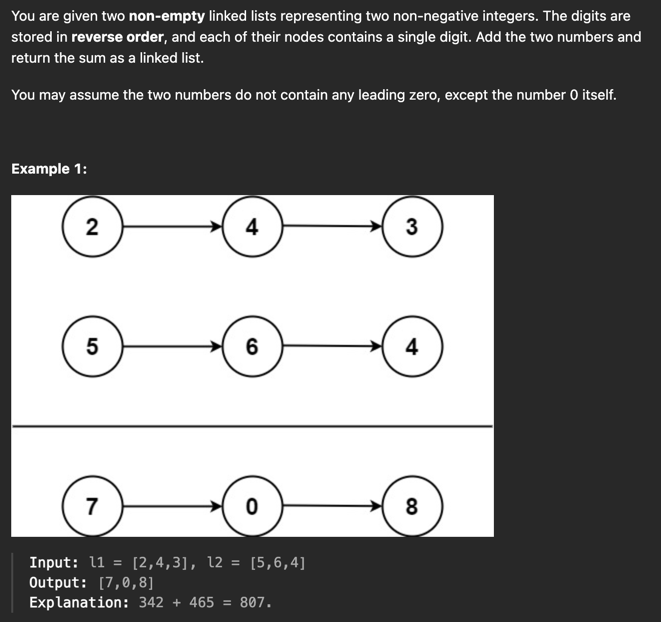 You are given two non-empty linked lists representing two non-negative integers. The digits are
stored in reverse order, and each of their nodes contains a single digit. Add the two numbers and
return the sum as a linked list.
You may assume the two numbers do not contain any leading zero, except the number 0 itself.
Example 1:
2 4 3
5 6 4
7 0 8
Input: l1 = [2,4,3], l2 = [5,6,4]
Output: [7,0,8]
Explanation: 342 + 465 = 807.